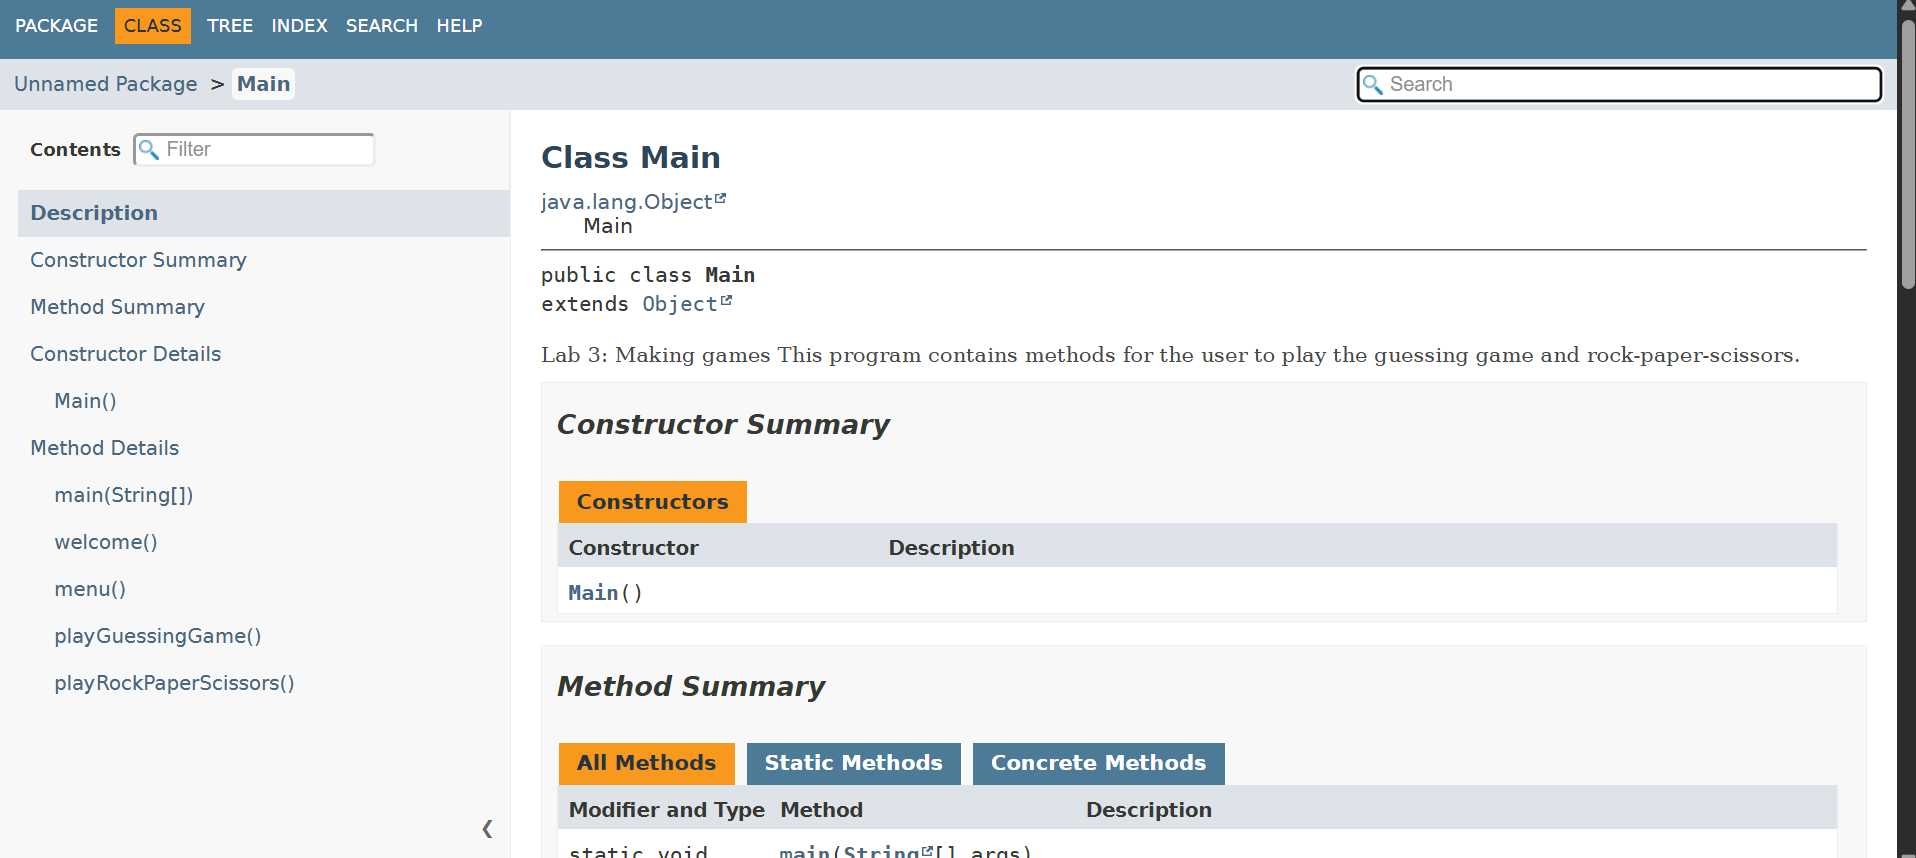 PACKAGE CLASS TREE INDEX SEARCH HELP
Unnamed Package > Main
Search
Contents
Filter
Description
Constructor Summary
Method Summary
Constructor Details
Main()
Method Details
main(String[])
welcome()
menu()
playGuessingGame()
playRockPaperScissors()
Class Main
java.lang.Object
Main
public class Main
extends Object
Lab 3: Making games This program contains methods for the user to play the guessing game and rock-paper-scissors.
Constructor Summary
Constructors
Constructor Description
Main()
Method Summary
All Methods Static Methods Concrete Methods
Modifier and Type Method Description
static void main(String[] args)